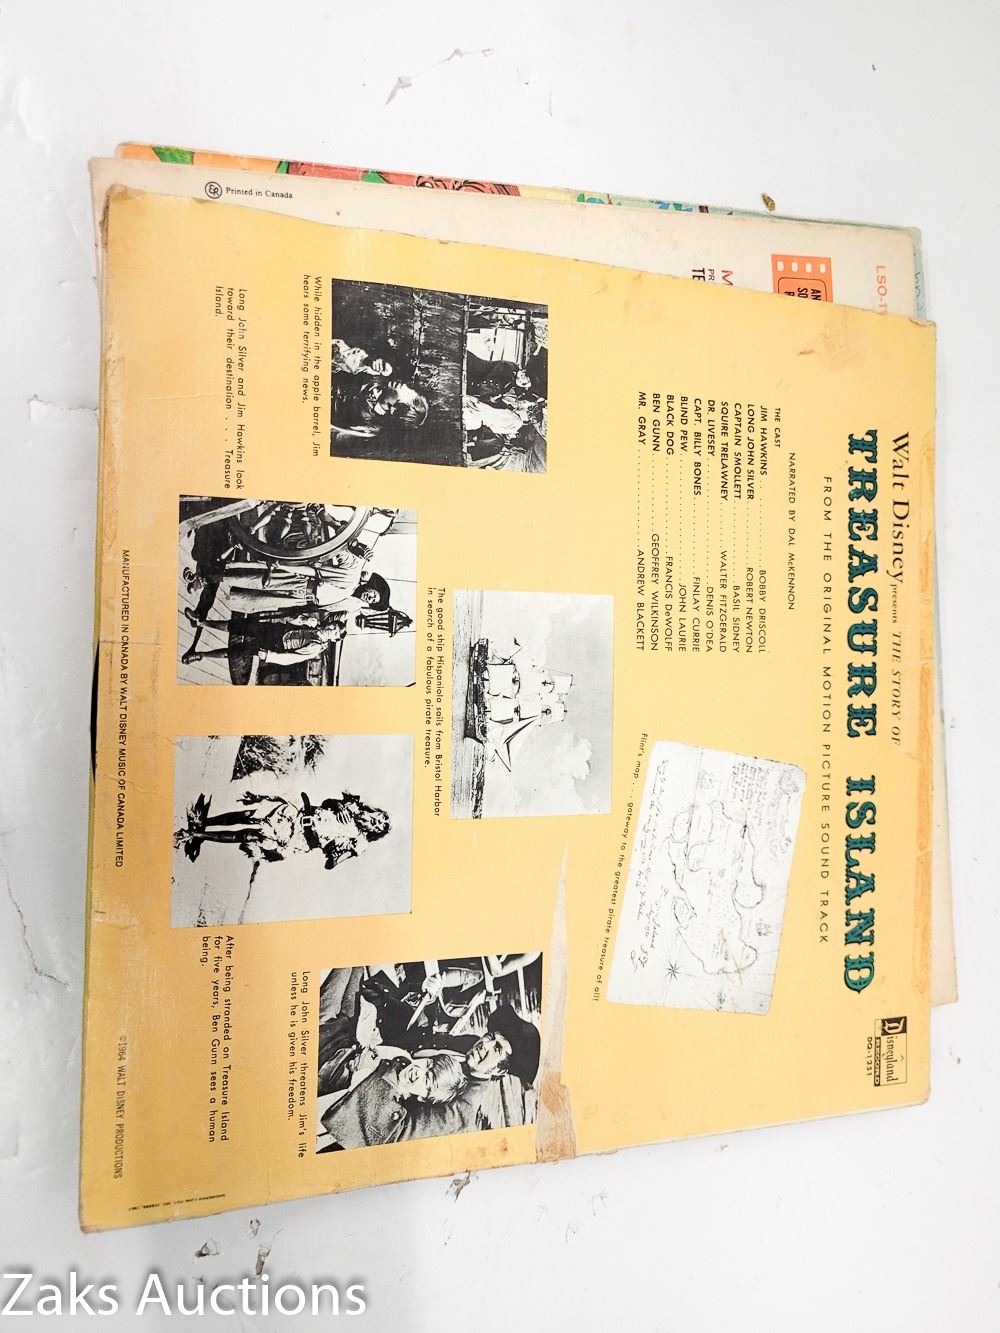 Walt Disney presents THE STORY OF
TREASURE ISLAND
FROM THE ORIGINAL MOTION PICTURE SOUND TRACK
Disneyland
RECORDS
DQ-1251
NARRATED BY DAL McKENNON
THE CAST
JIM HAWKINS . . . . . . . . . . . . BOBBY DRISCOLL
LONG JOHN SILVER . . . . . . . . . ROBERT NEWTON
CAPTAIN SMOLLETT . . . . . . . . . . BASIL SIDNEY
SQUIRE TRELAWNEY . . . . . . . WALTER FITZGERALD
DR. LIVESEY . . . . . . . . . . . . . . DENIS O'DEA
CAPT. BILLY BONES . . . . . . . . . . FINLAY CURRIE
BLIND PEW . . . . . . . . . . . . . . JOHN LAURIE
BLACK DOG . . . . . . . . . . . . FRANCIS DeWOLFF
BEN GUNN . . . . . . . . . . . GEOFFREY WILKINSON
MR. GRAY . . . . . . . . . . . . ANDREW BLACKETT
Flint's map . . . gateway to the greatest pirate treasure of all!
While hidden in the apple barrel, Jim
hears some terrifying news.
The good ship Hispaniola sails from Bristol Harbor
in search of a fabulous pirate treasure.
Long John Silver threatens Jim's life
unless he is given his freedom.
Long John Silver and Jim Hawkins look
toward their destination . . . Treasure
Island.
After being stranded on Treasure Island
for five years, Ben Gunn sees a human
being.
MANUFACTURED IN CANADA BY WALT DISNEY MUSIC OF CANADA LIMITED
©1964 WALT DISNEY PRODUCTIONS
Printed in Canada
LSO-1
Zaks Auctions